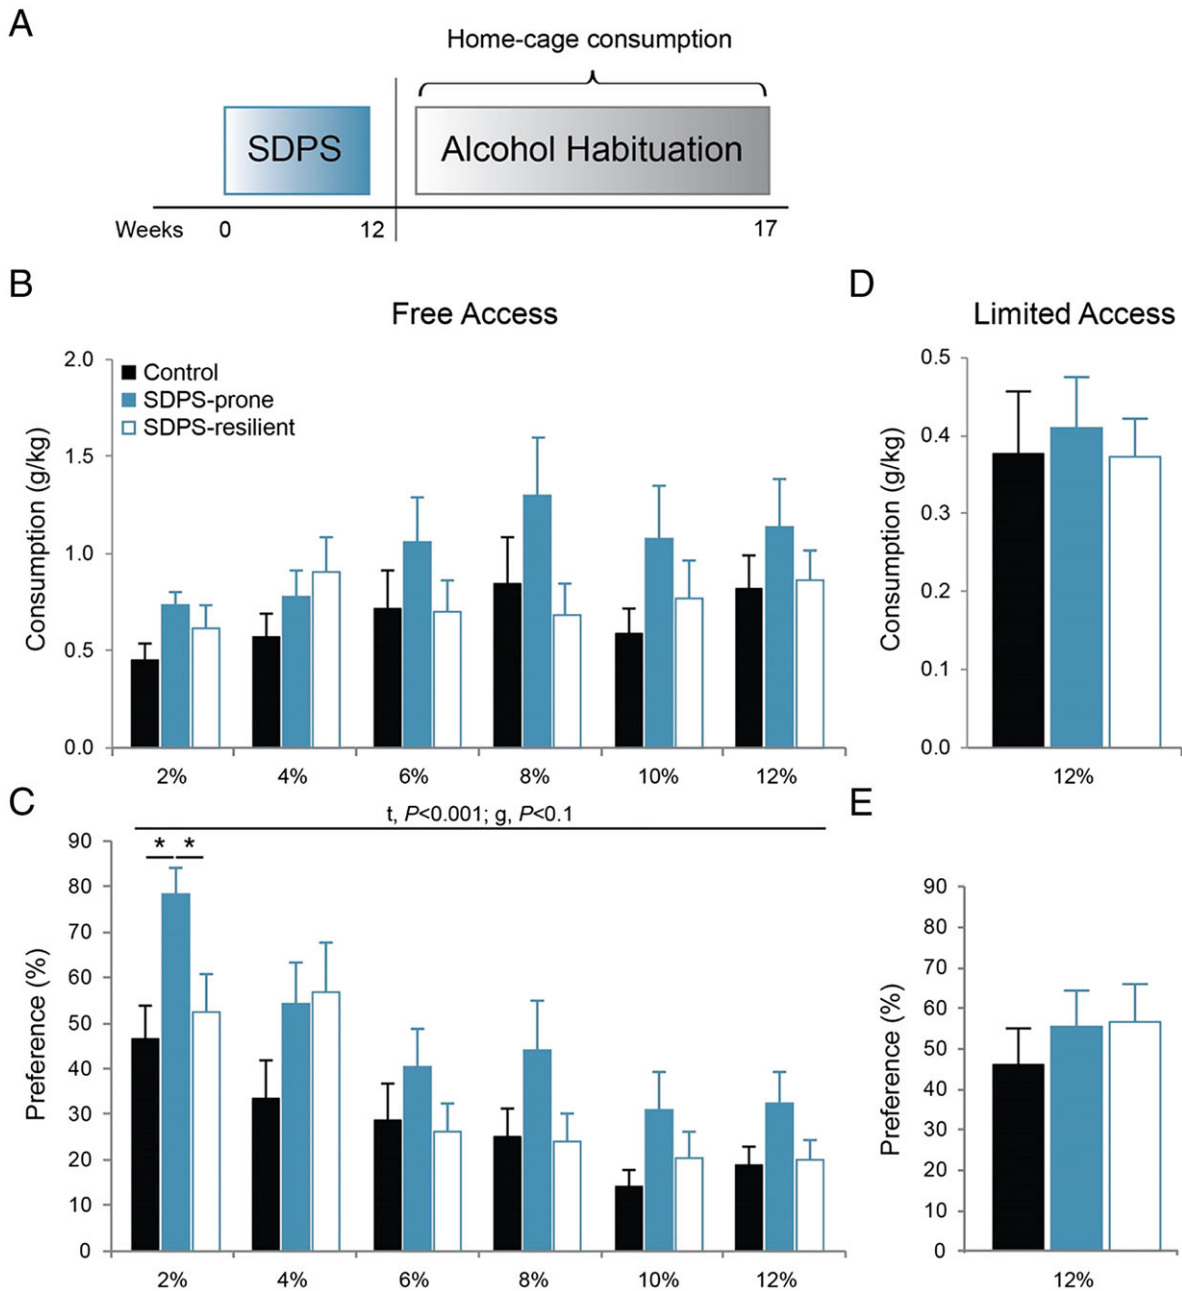 A
Home-cage consumption
SDPS
Alcohol Habituation
Weeks 0 12 17
B
Free Access
Consumption (g/kg)
2.0
1.5
1.0
0.5
0.0
Control
SDPS-prone
SDPS-resilient
2% 4% 6% 8% 10% 12%
D
Limited Access
Consumption (g/kg)
0.5
0.4
0.3
0.2
0.1
0.0
12%
C
t, P<0.001; g, P<0.1
* *
Preference (%)
90
80
70
60
50
40
30
20
10
0
2% 4% 6% 8% 10% 12%
E
Preference (%)
90
80
70
60
50
40
30
20
10
0
12%